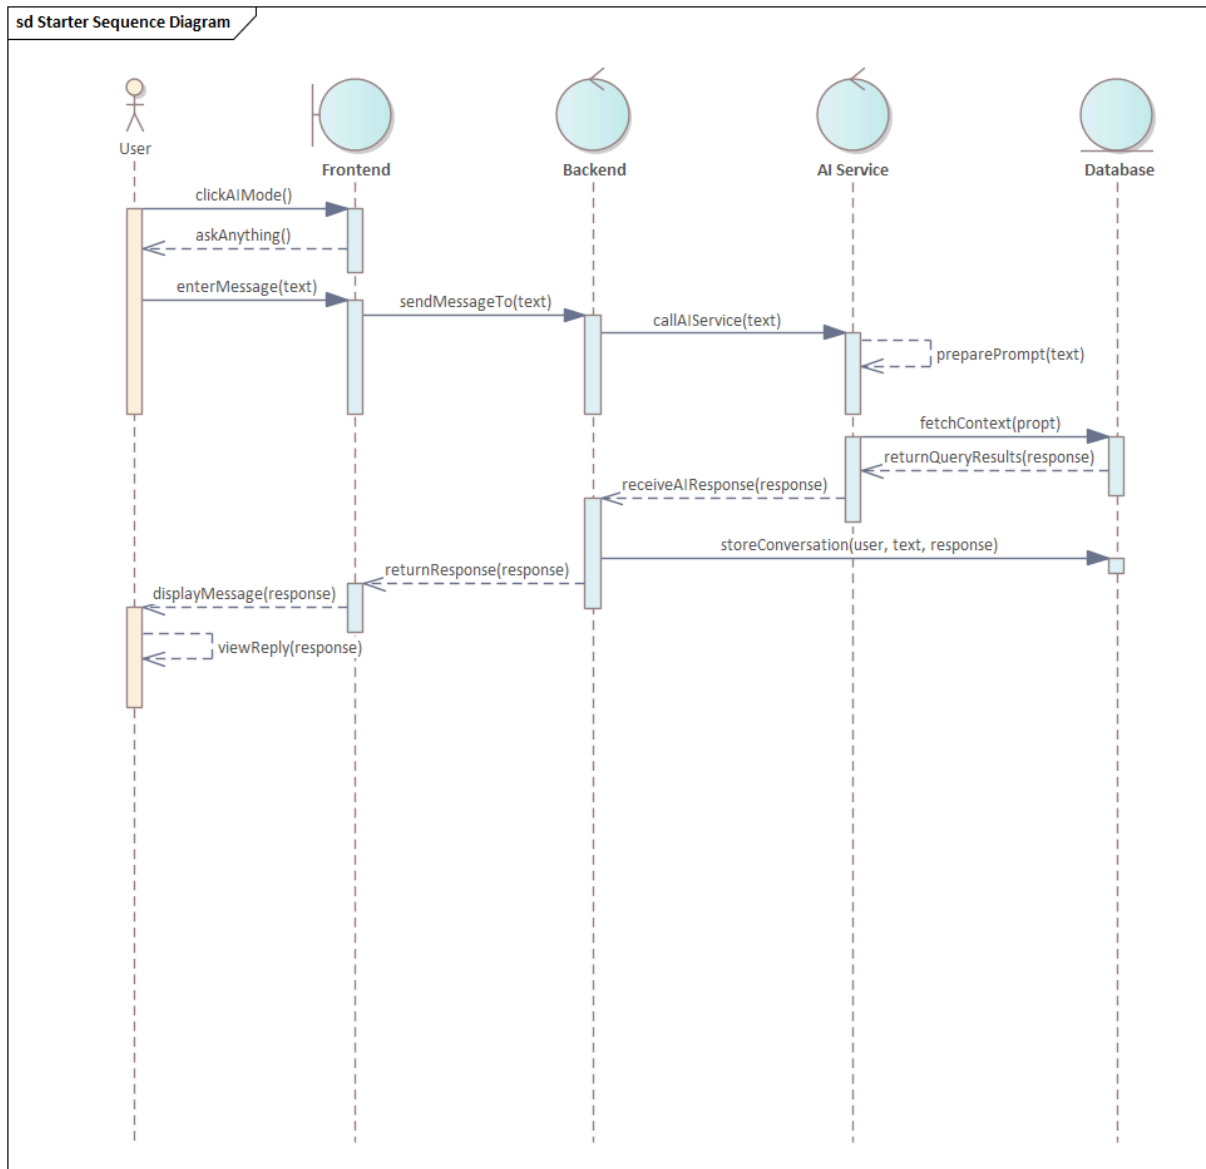 sd Starter Sequence Diagram
User
Frontend
Backend
AI Service
Database
clickAIMode()
askAnything()
enterMessage(text)
sendMessageTo(text)
callAIService(text)
preparePrompt(text)
fetchContext(propt)
returnQueryResults(response)
receiveAIResponse(response)
storeConversation(user, text, response)
returnResponse(response)
displayMessage(response)
viewReply(response)